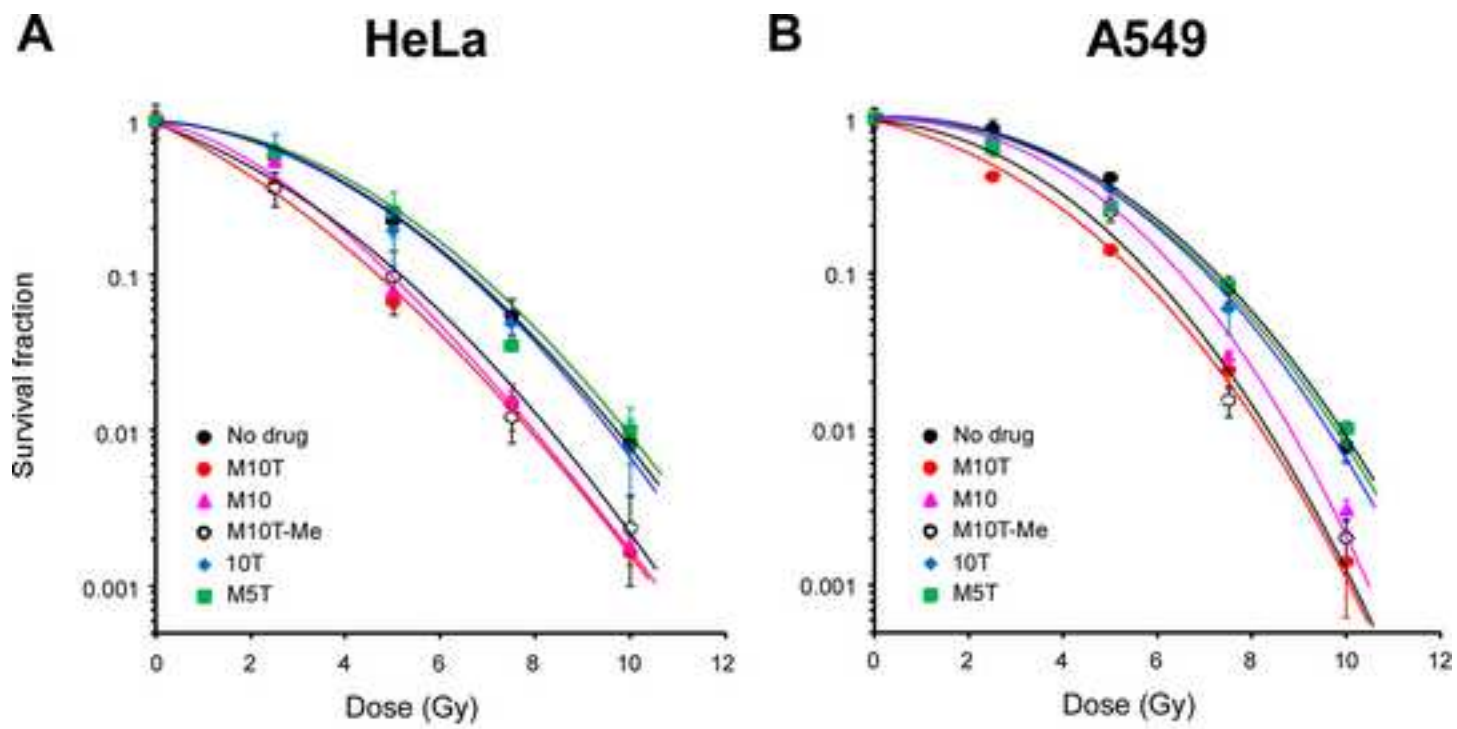 A
HeLa
Survival fraction
1
0.1
0.01
0.001
No drug
M10T
M10
M10T-Me
10T
M5T
0 2 4 6 8 10 12
Dose (Gy)
B
A549
1
0.1
0.01
0.001
No drug
M10T
M10
M10T-Me
10T
M5T
0 2 4 6 8 10 12
Dose (Gy)